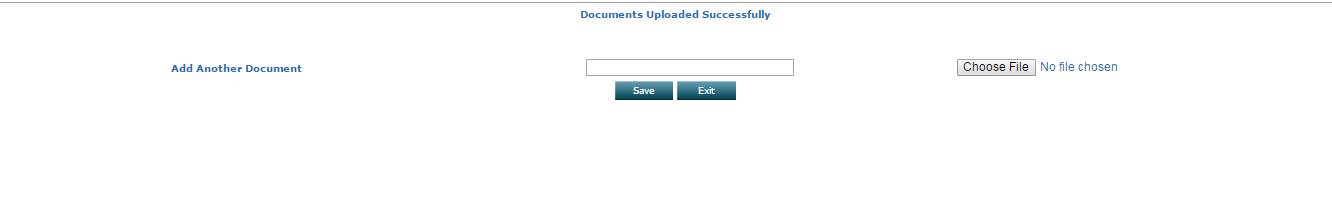 Documents Uploaded Successfully
Add Another Document Choose File No file chosen
Save Exit